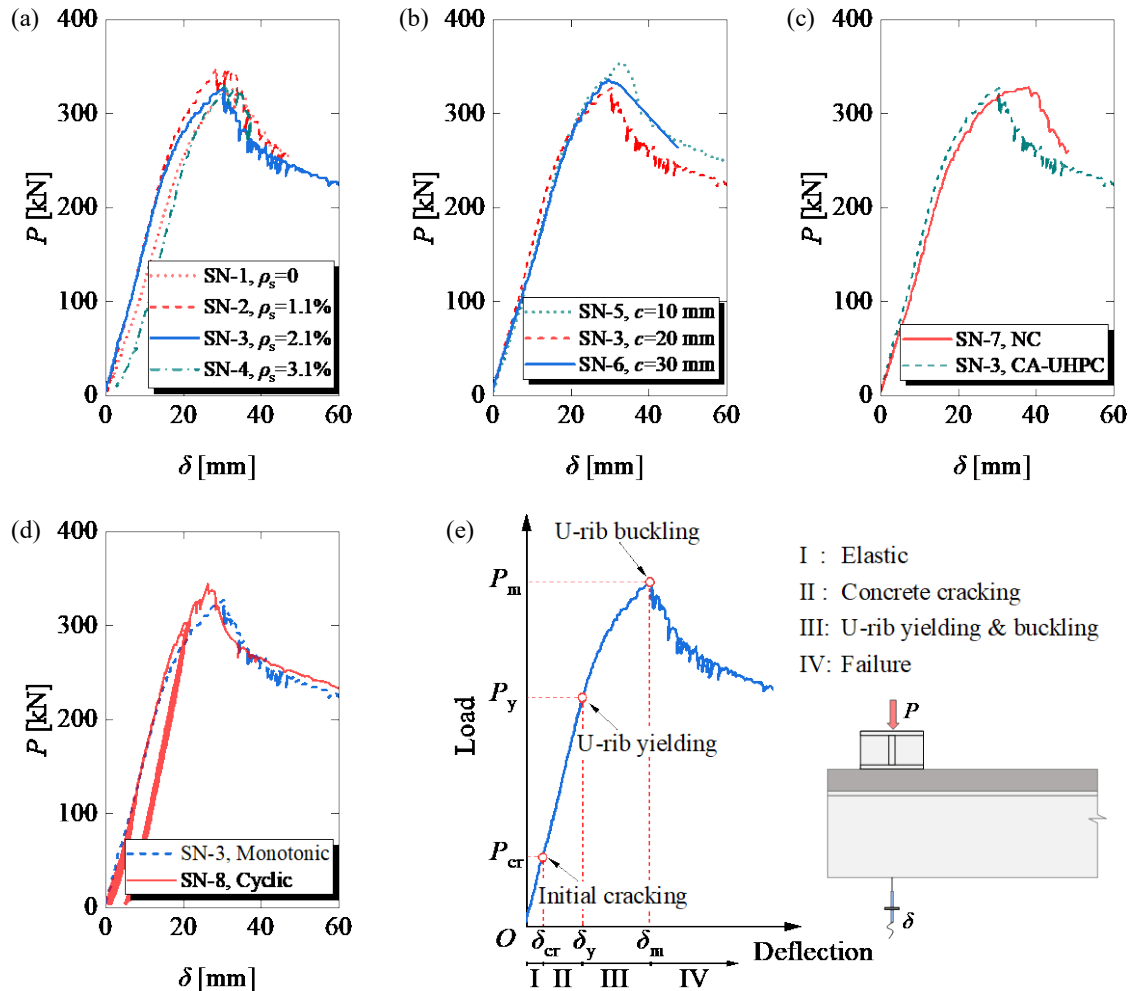 (a)
400
300
200
100
0
P [kN]
0 20 40 60
δ [mm]
SN-1, ρs=0
SN-2, ρs=1.1%
SN-3, ρs=2.1%
SN-4, ρs=3.1%
(b)
400
300
200
100
0
P [kN]
0 20 40 60
δ [mm]
SN-5, c=10 mm
SN-3, c=20 mm
SN-6, c=30 mm
(c)
400
300
200
100
0
P [kN]
0 20 40 60
δ [mm]
SN-7, NC
SN-3, CA-UHPC
(d)
400
300
200
100
0
P [kN]
0 20 40 60
δ [mm]
SN-3, Monotonic
SN-8, Cyclic
(e)
U-rib buckling
Pm
Py
U-rib yielding
Load
Pcr
Initial cracking
O δcr δy δm
Deflection
I II III IV
I : Elastic
II : Concrete cracking
III: U-rib yielding & buckling
IV: Failure
P
δ